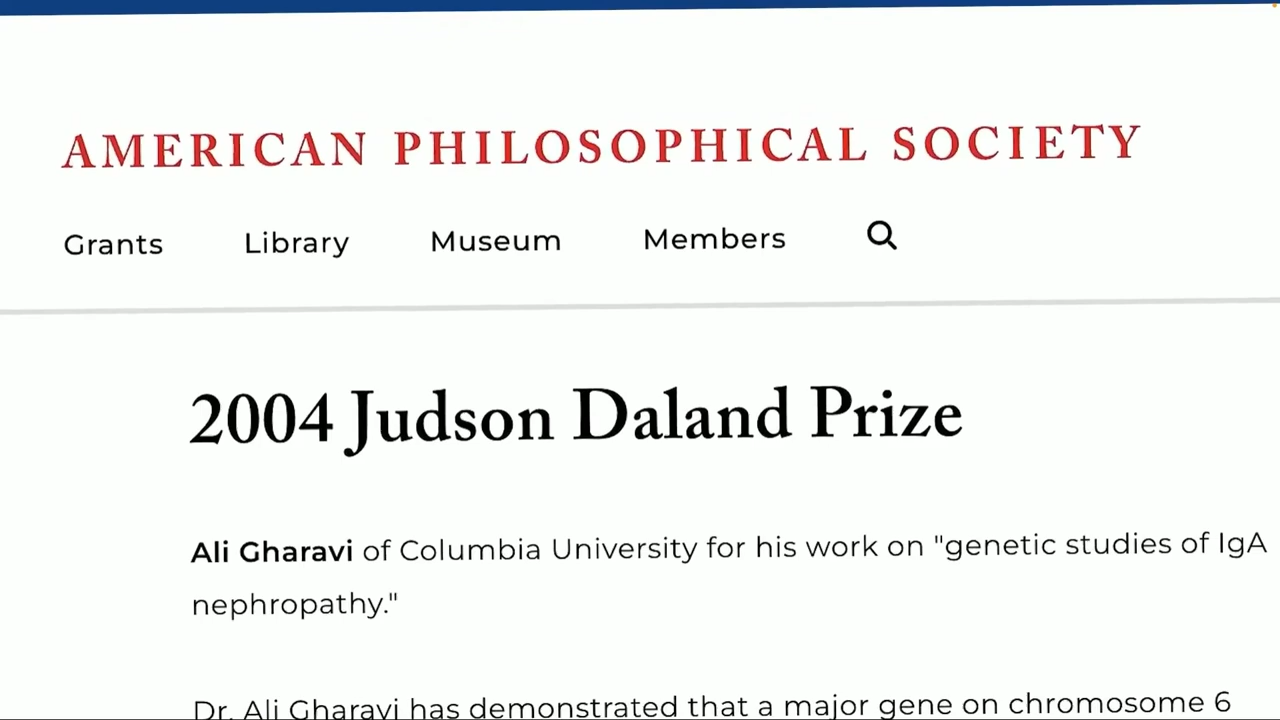 AMERICAN PHILOSOPHICAL SOCIETY
Grants Library Museum Members
2004 Judson Daland Prize
Ali Gharavi of Columbia University for his work on "genetic studies of IgA
nephropathy."
Dr. Ali Gharavi has demonstrated that a major gene on chromosome 6